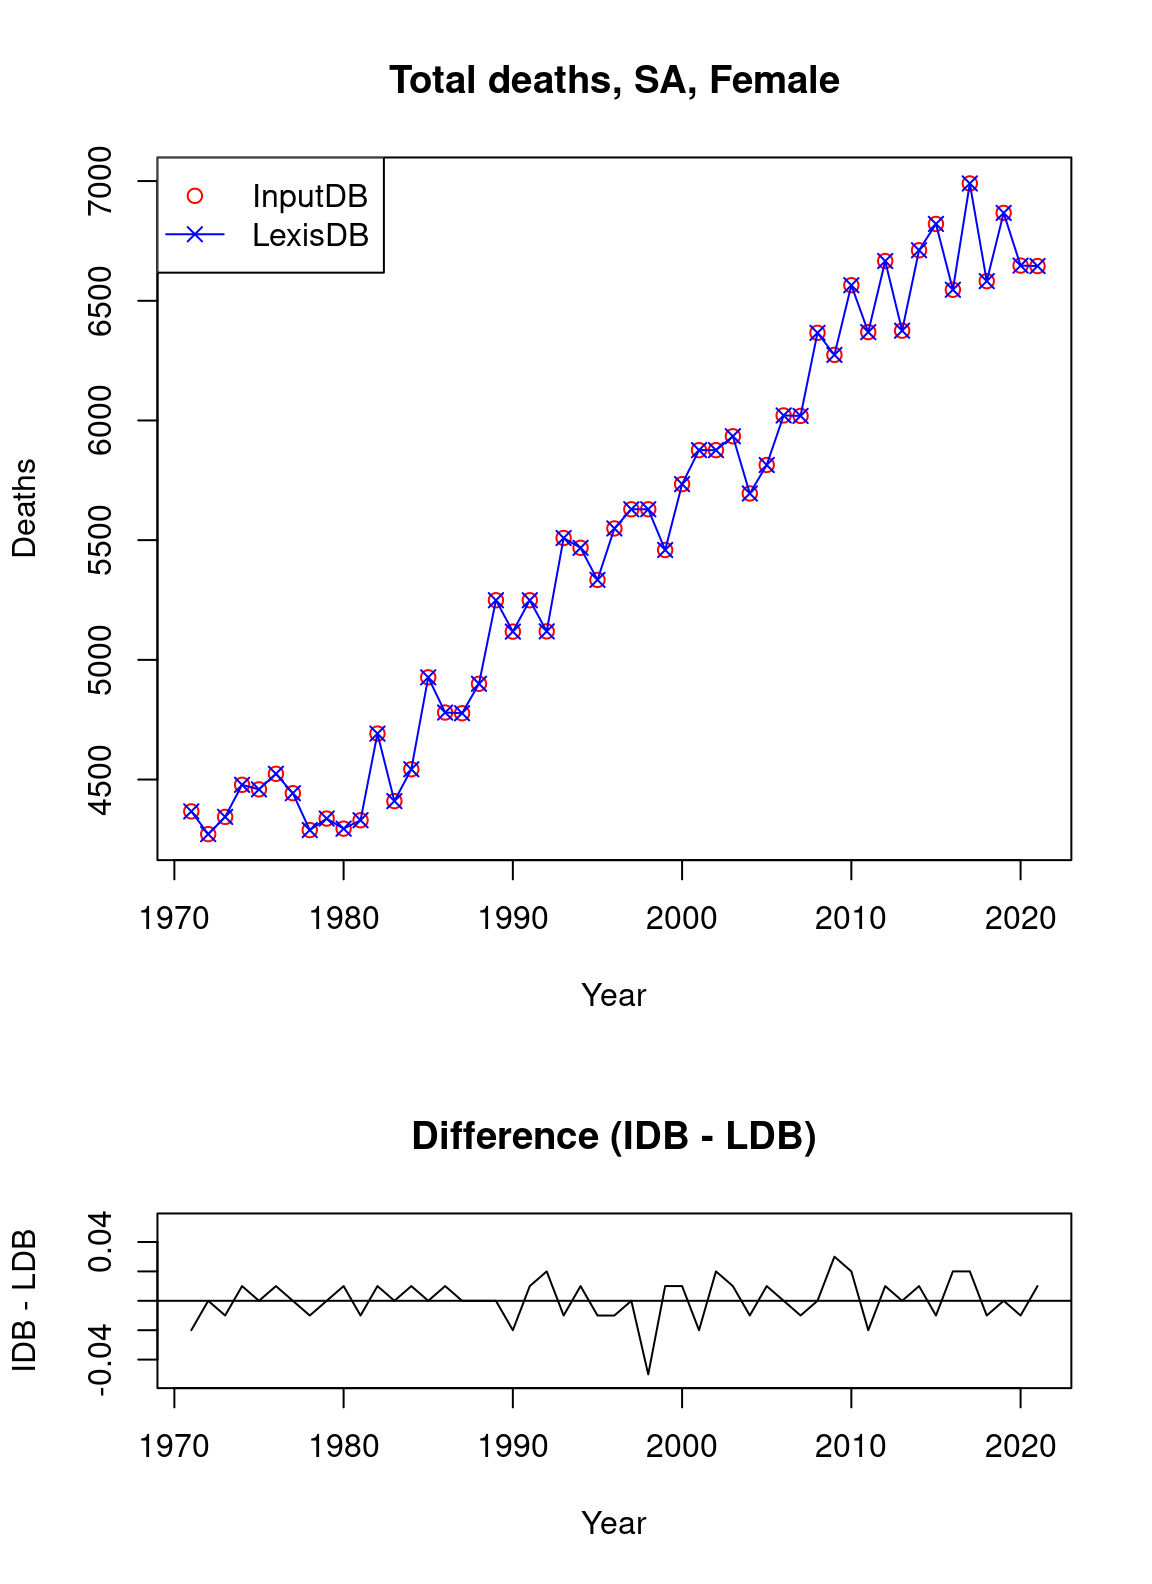 Total deaths, SA, Female
InputDB
LexisDB
7000
6500
6000
5500
5000
4500
Deaths
1970 1980 1990 2000 2010 2020
Year
Difference (IDB - LDB)
0.04
-0.04
IDB - LDB
1970 1980 1990 2000 2010 2020
Year